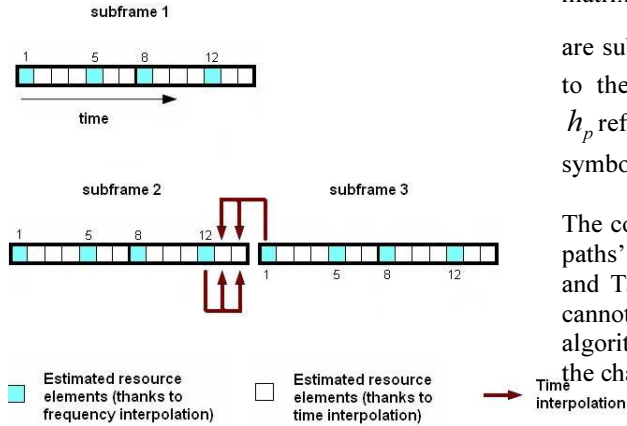 subframe 1
1 5 8 12
time
subframe 2 subframe 3
1 5 8 12
1 5 8 12
Estimated resource
elements (thanks to
frequency interpolation)
Estimated resource
elements (thanks to
time interpolation)
Time
interpolation
are su
to the
hp ref
symbo
The co
paths’
and T
cannot
algorit
the cha